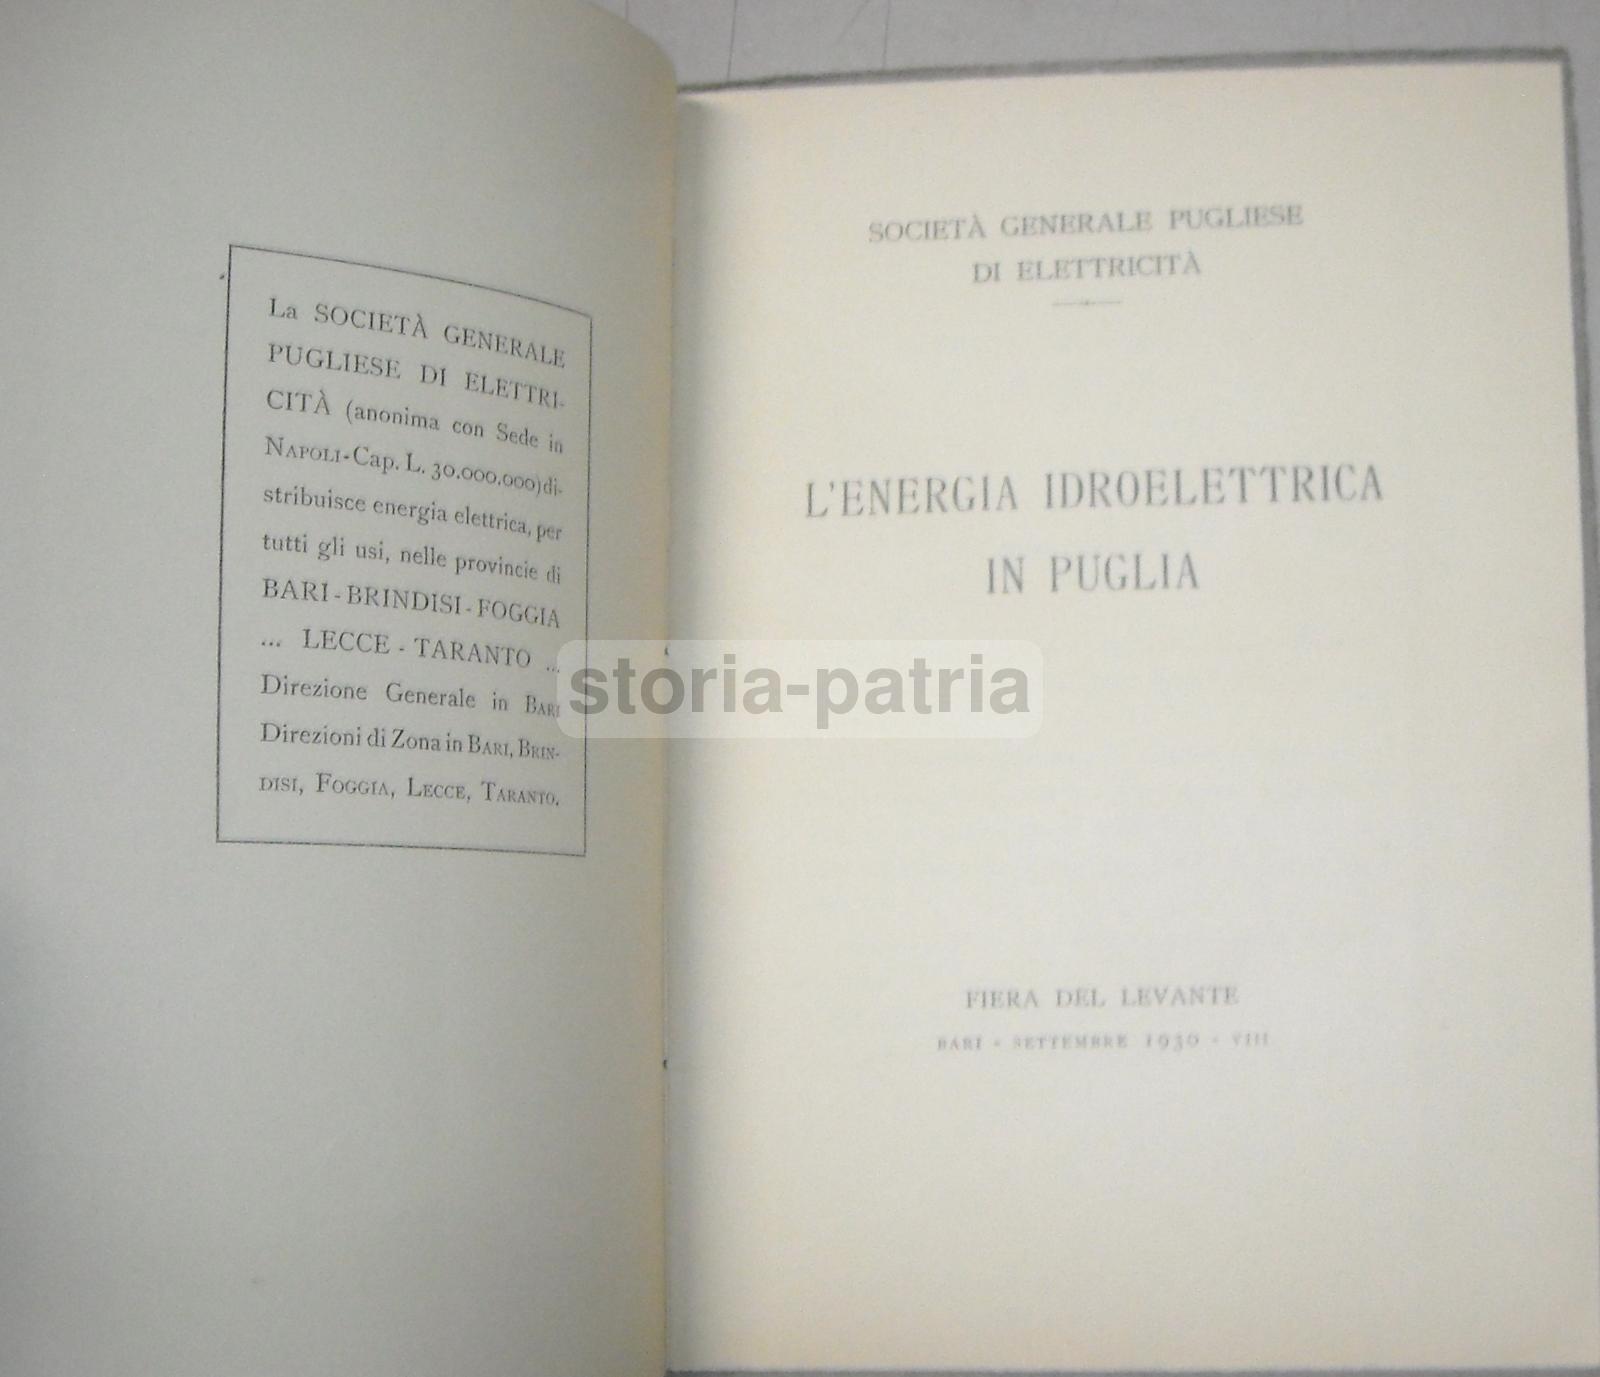 La SOCIETÀ GENERALE
PUGLIESE DI ELETTRI-
CITÀ (anonima con Sede in
NAPOLI-Cap. L. 30.000.000) di-
stribuisce energia elettrica, per
tutti gli usi, nelle provincie di
BARI - BRINDISI - FOGGIA
... LECCE - TARANTO ...
Direzione Generale in BARI
Direzioni di Zona in BARI, BRIN-
DISI, FOGGIA, LECCE, TARANTO.
SOCIETÀ GENERALE PUGLIESE
DI ELETTRICITÀ
L'ENERGIA IDROELETTRICA
IN PUGLIA
storia-patria
FIERA DEL LEVANTE
BARI - SETTEMBRE 1930 - VIII